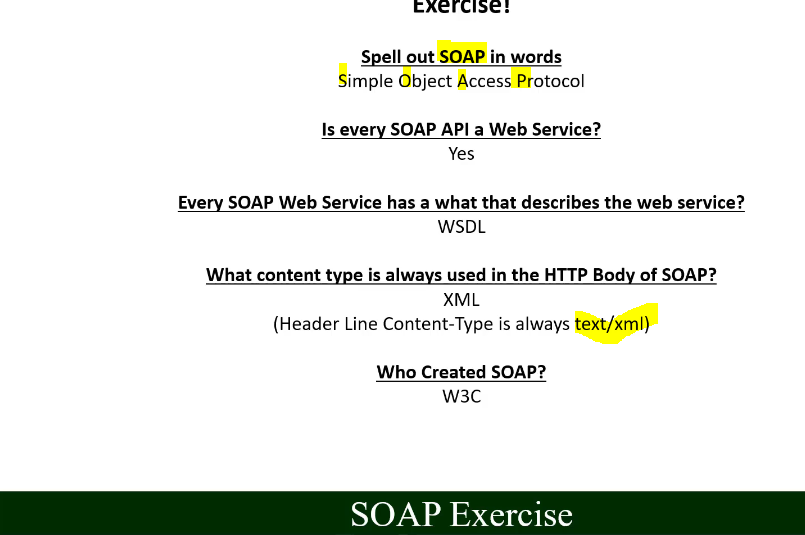 Exercise!
Spell out SOAP in words
Simple Object Access Protocol
Is every SOAP API a Web Service?
Yes
Every SOAP Web Service has a what that describes the web service?
WSDL
What content type is always used in the HTTP Body of SOAP?
XML
(Header Line Content-Type is always text/xml)
Who Created SOAP?
W3C
SOAP Exercise